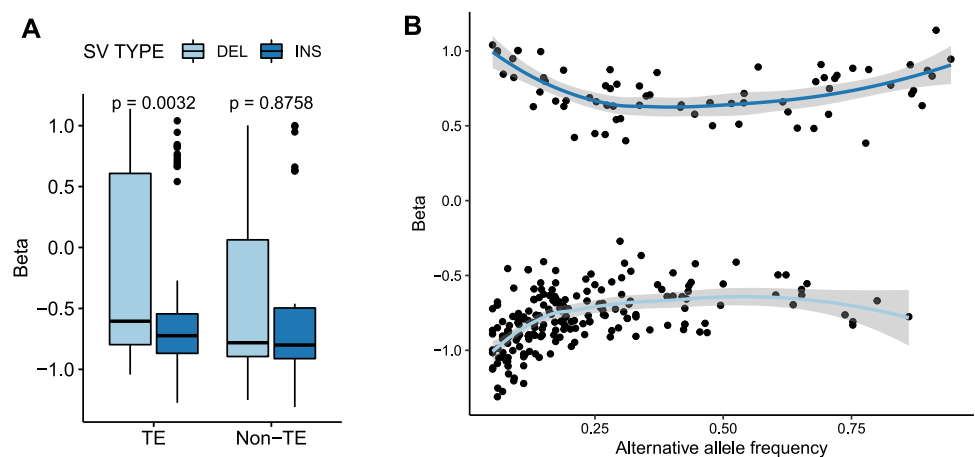 A
SV TYPE DEL INS
p = 0.0032 p = 0.8758
1.0
0.5
0.0
−0.5
−1.0
Beta
TE Non−TE
B
1.0
0.5
0.0
−0.5
−1.0
Beta
0.25 0.50 0.75
Alternative allele frequency